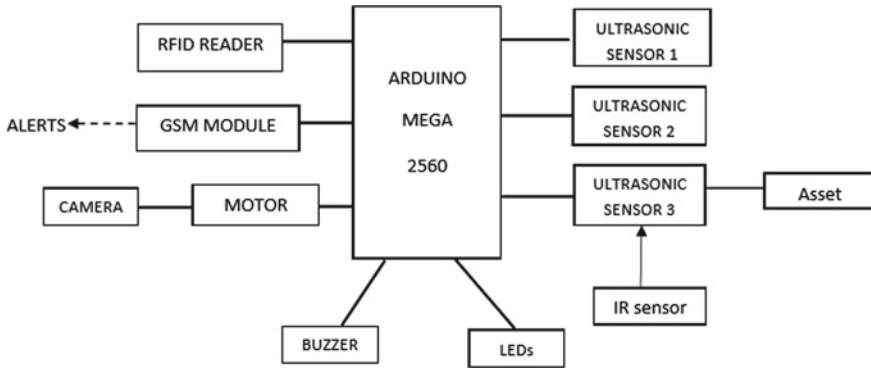 RFID READER
ALERTS
GSM MODULE
CAMERA
MOTOR
ARDUINO
MEGA
2560
ULTRASONIC
SENSOR 1
ULTRASONIC
SENSOR 2
ULTRASONIC
SENSOR 3
Asset
IR sensor
BUZZER
LEDs